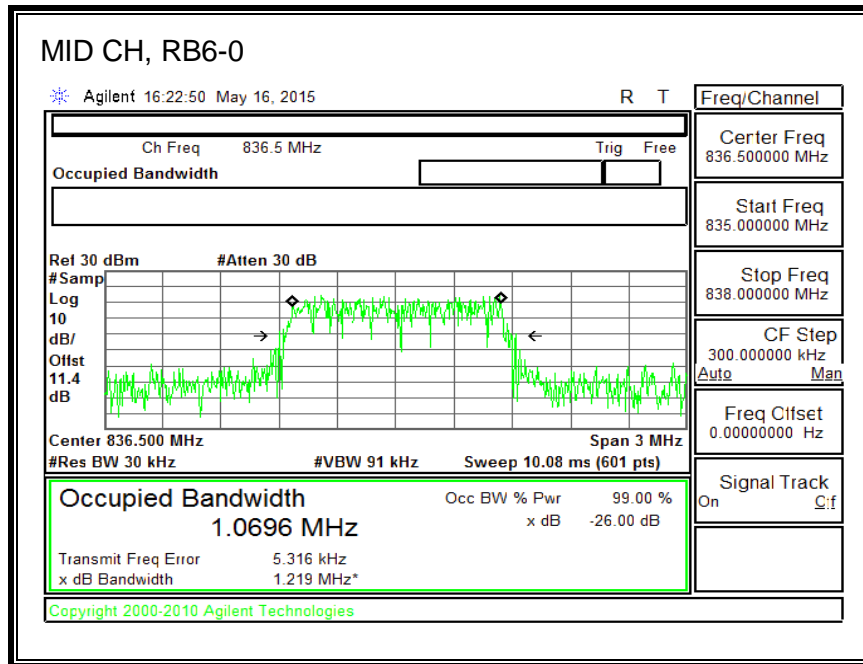 MID CH, RB6-0
Agilent 16:22:50 May 16, 2015 R T
Freq/Channel
Ch Freq 836.5 MHz Trig Free
Occupied Bandwidth
Center Freq
836.500000 MHz
Start Freq
835.000000 MHz
Stop Freq
838.000000 MHz
CF Step
300.000000 kHz
Auto Man
Freq Offset
0.00000000 Hz
Signal Track
On Off
Ref 30 dBm #Atten 30 dB
#Samp
Log
10
dB/
Offst
11.4
dB
Center 836.500 MHz Span 3 MHz
#Res BW 30 kHz #VBW 91 kHz Sweep 10.08 ms (601 pts)
Occupied Bandwidth
1.0696 MHz
Occ BW % Pwr 99.00 %
x dB -26.00 dB
Transmit Freq Error 5.316 kHz
x dB Bandwidth 1.219 MHz*
Copyright 2000-2010 Agilent Technologies